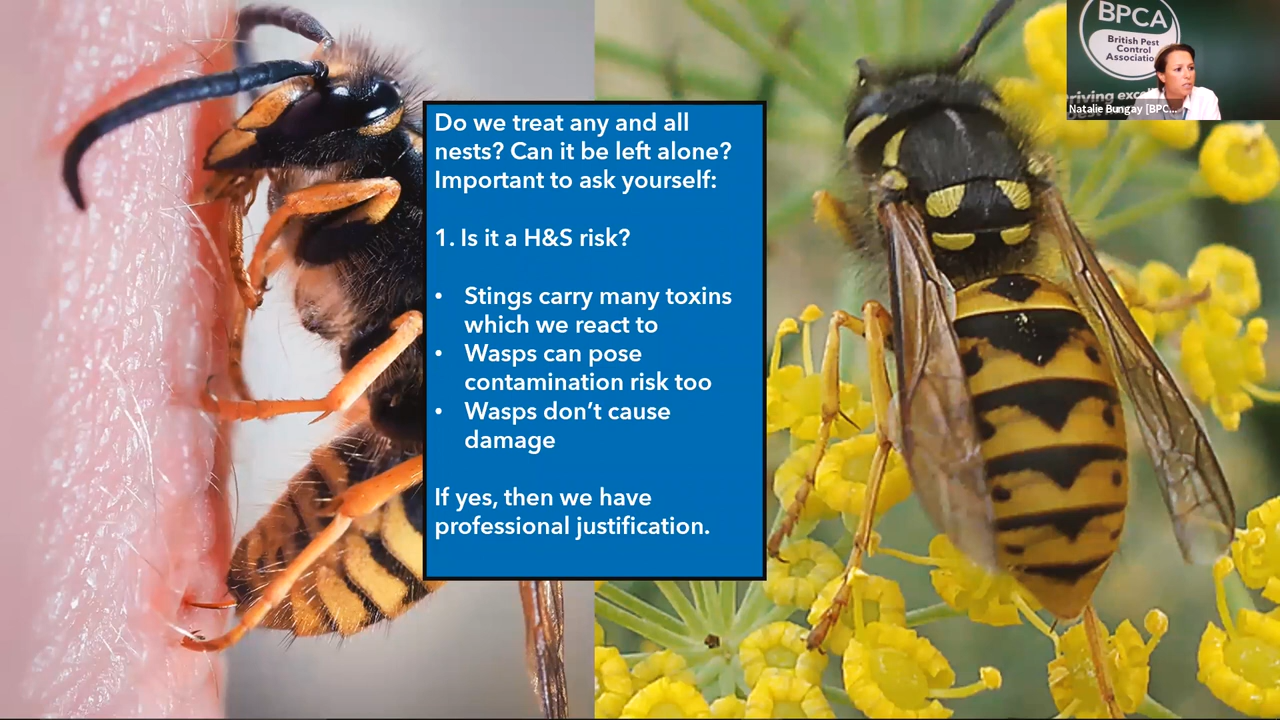 Do we treat any and all
nests? Can it be left alone?
Important to ask yourself:
1. Is it a H&S risk?
• Stings carry many toxins
which we react to
• Wasps can pose
contamination risk too
• Wasps don't cause
damage
If yes, then we have
professional justification.
BPCA
British Pest
Control
Association
Natalie Bungay [BPC...